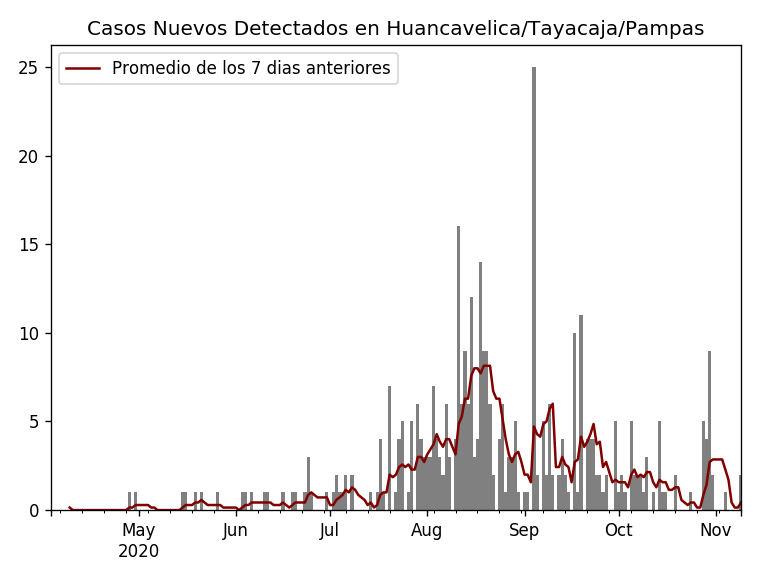 Casos Nuevos Detectados en Huancavelica/Tayacaja/Pampas
Promedio de los 7 dias anteriores
25
20
15
10
5
0
May Jun Jul Aug Sep Oct Nov
2020